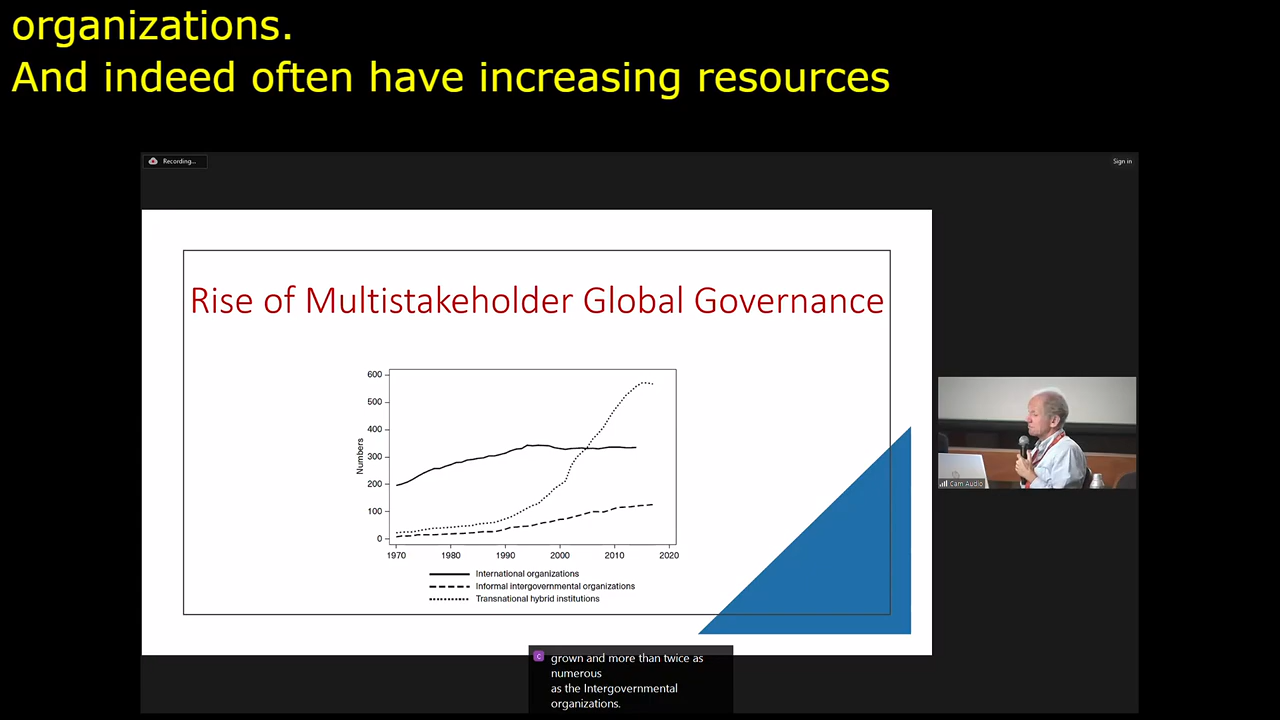 organizations.
And indeed often have increasing resources
Recording...
Sign in
Rise of Multistakeholder Global Governance
600
500
400
300
200
100
0
Numbers
1970 1980 1990 2000 2010 2020
International organizations
Informal intergovernmental organizations
Transnational hybrid institutions
Cam Audio
C
grown and more than twice as
numerous
as the Intergovernmental
organizations.